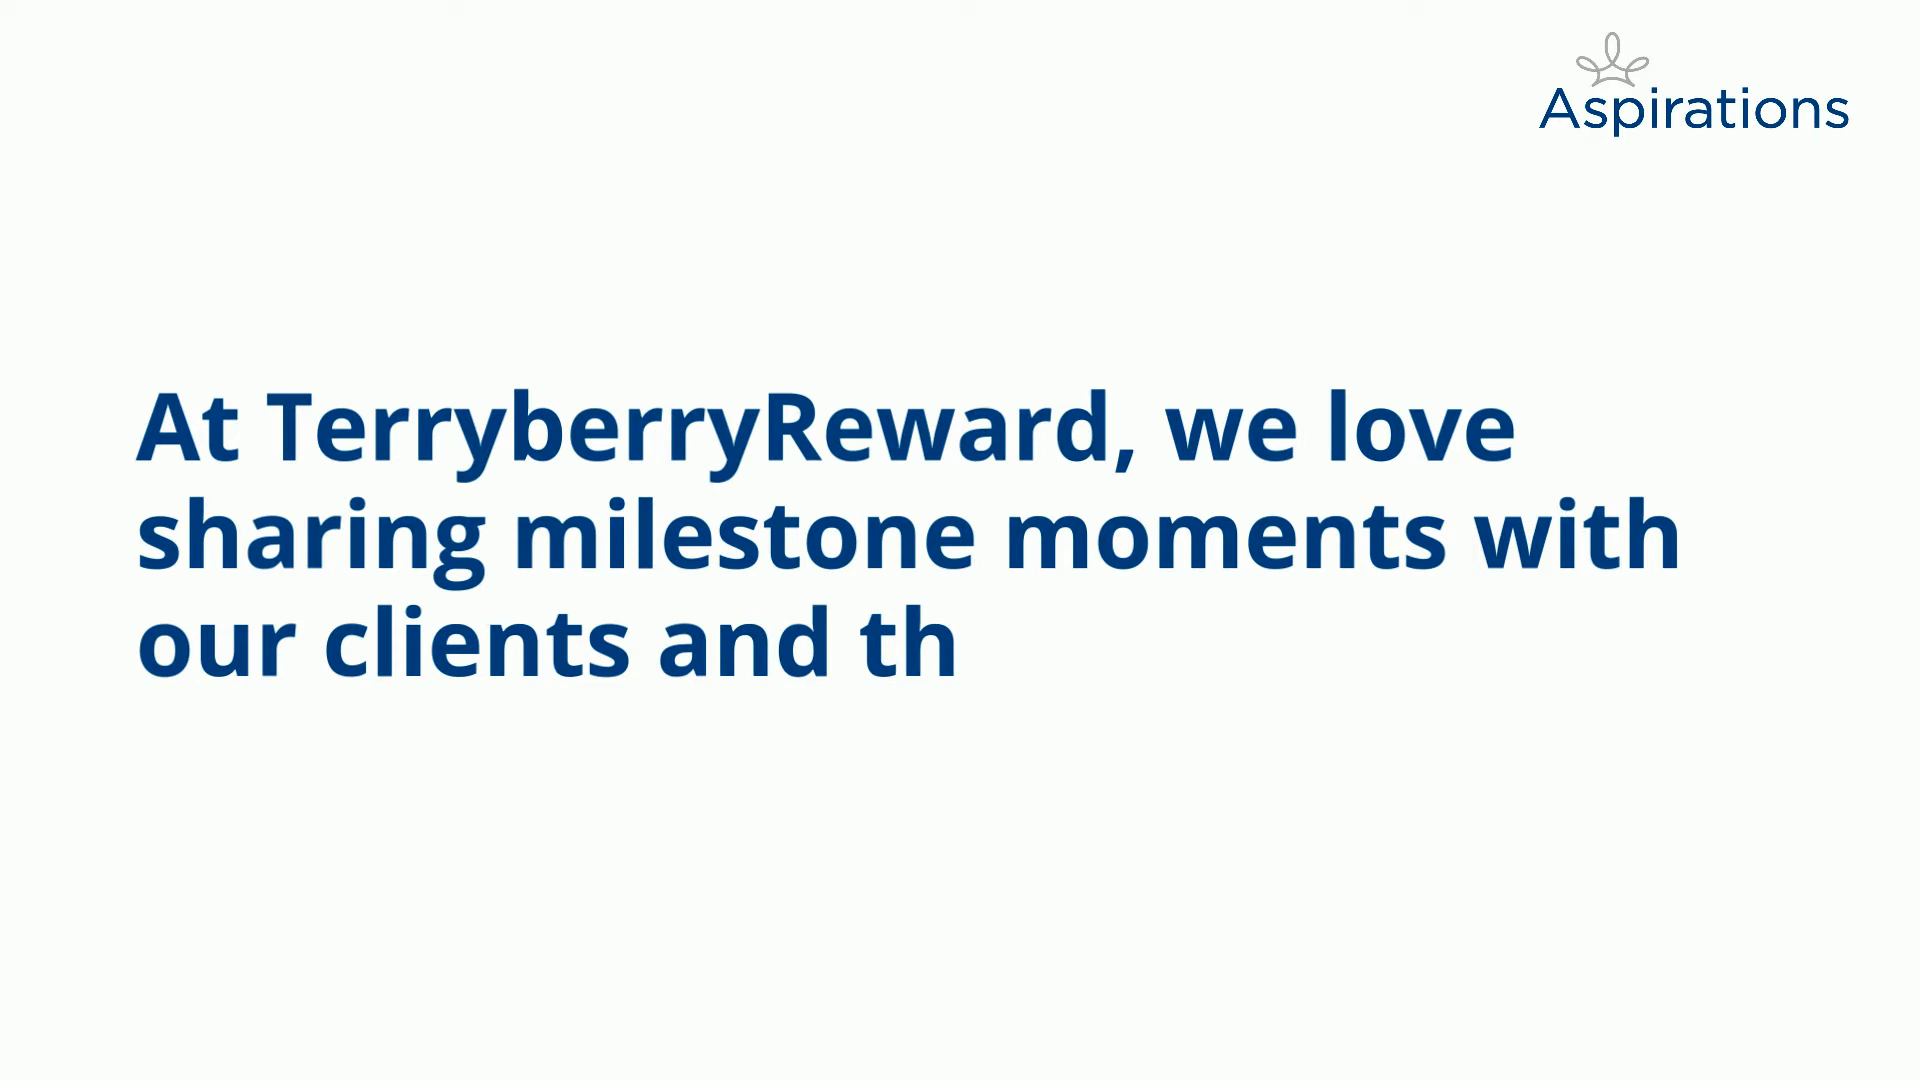 Aspirations
At TerryberryReward, we love
sharing milestone moments with
our clients and th